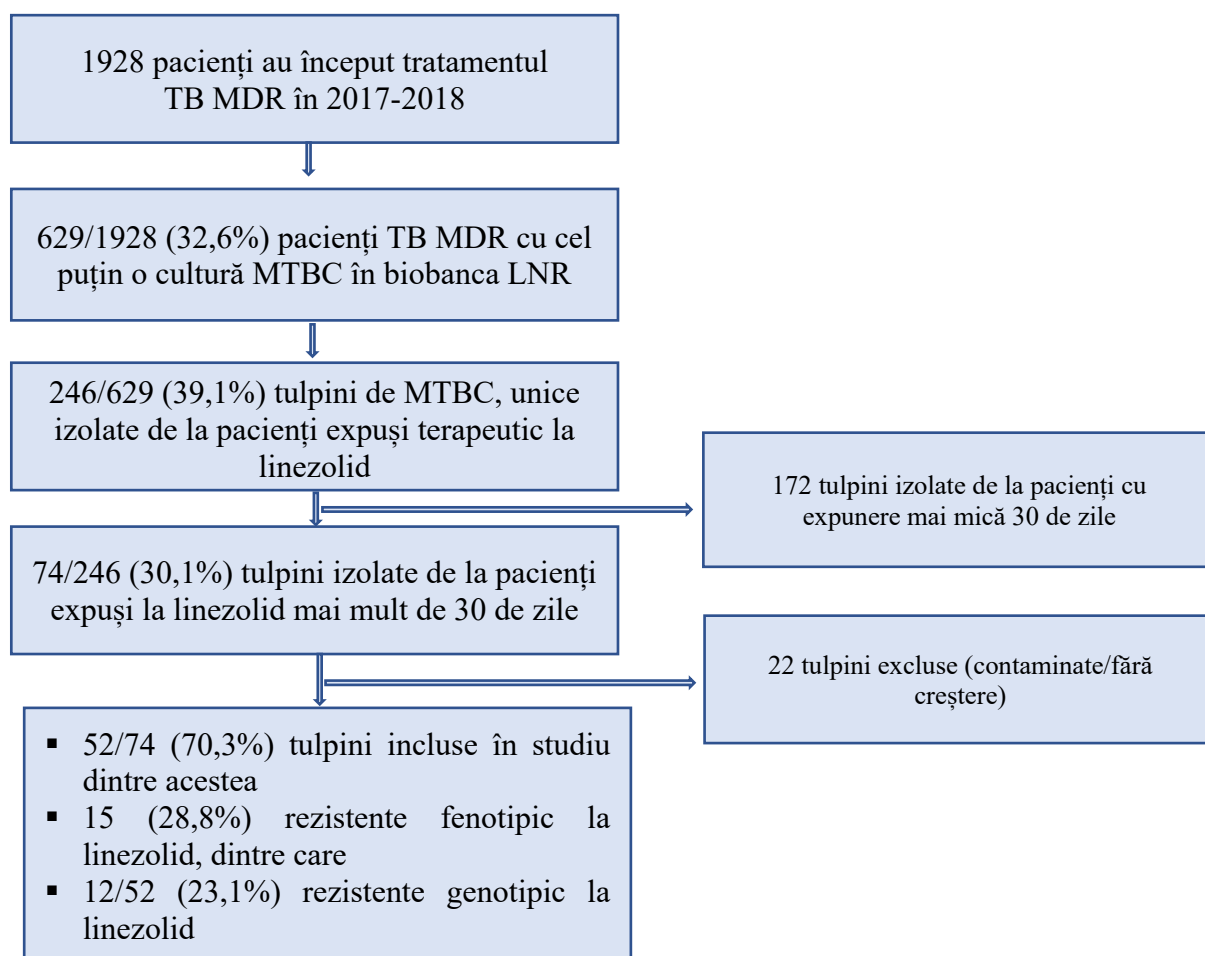 1928 pacienți au început tratamentul
TB MDR în 2017-2018
629/1928 (32,6%) pacienți TB MDR cu cel
puțin o cultură MTBC în biobanca LNR
246/629 (39,1%) tulpini de MTBC, unice
izolate de la pacienți expuși terapeutic la
linezolid
172 tulpini izolate de la pacienți cu
expunere mai mică 30 de zile
74/246 (30,1%) tulpini izolate de la pacienți
expuși la linezolid mai mult de 30 de zile
22 tulpini excluse (contaminate/fără
creștere)
▪ 52/74 (70,3%) tulpini incluse în studiu
dintre acestea
▪ 15 (28,8%) rezistente fenotipic la
linezolid, dintre care
▪ 12/52 (23,1%) rezistente genotipic la
linezolid